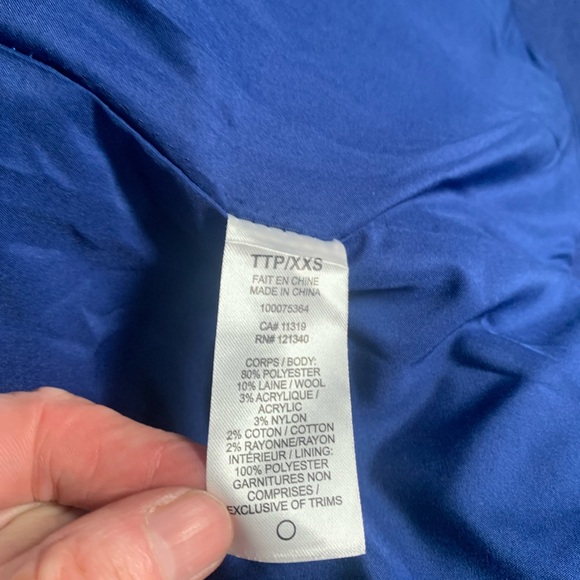 TTP/XXS
FAIT EN CHINE
MADE IN CHINA
100075364
CA# 11319
RN# 121340
CORPS / BODY:
80% POLYESTER
10% LAINE / WOOL
3% ACRYLIQUE /
ACRYLIC
3% NYLON
2% COTON / COTTON
2% RAYONNE/RAYON
INTÉRIEUR / LINING:
100% POLYESTER
GARNITURES NON
COMPRISES /
EXCLUSIVE OF TRIMS